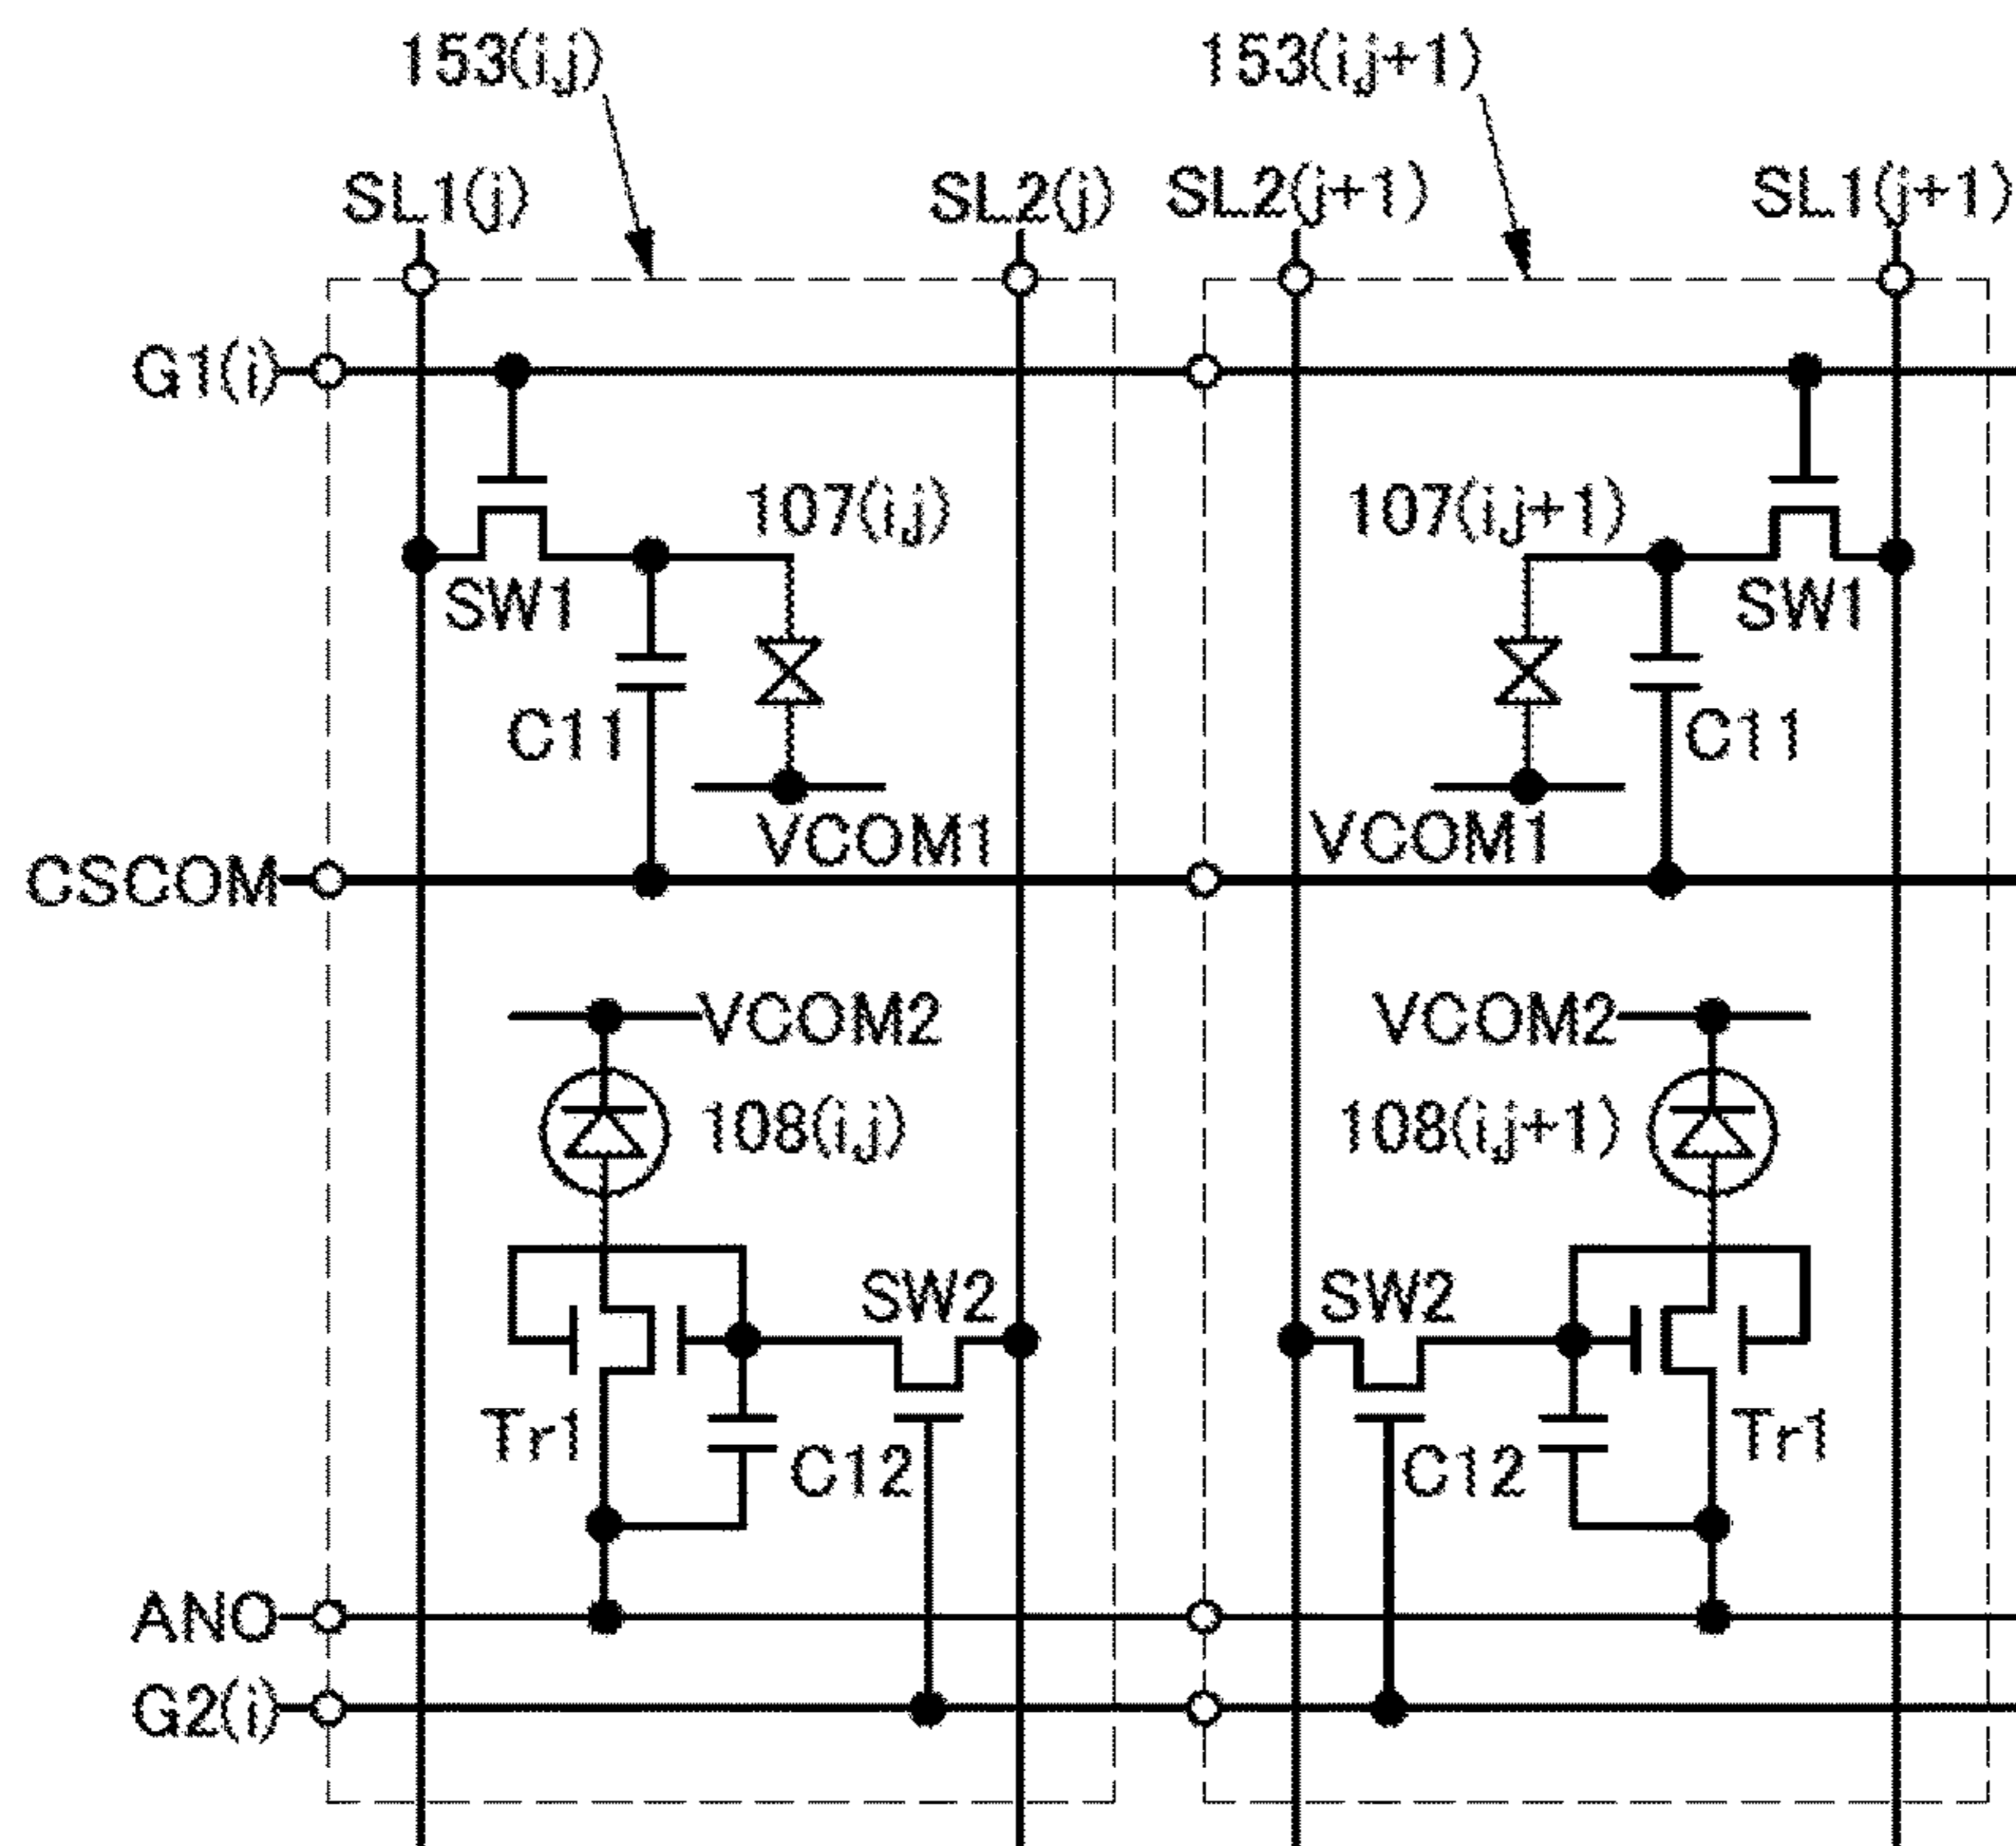 153(i,j) 153(i,j+1)
SL1(j) SL2(j) SL2(j+1) SL1(j+1)
G1(i)
107(i,j) 107(i,j+1)
SW1 SW1
C11 C11
VCOM1 VCOM1
CSCOM
VCOM2 VCOM2
108(i,j) 108(i,j+1)
SW2 SW2
Tr1 C12 C12 Tr1
ANO
G2(i)